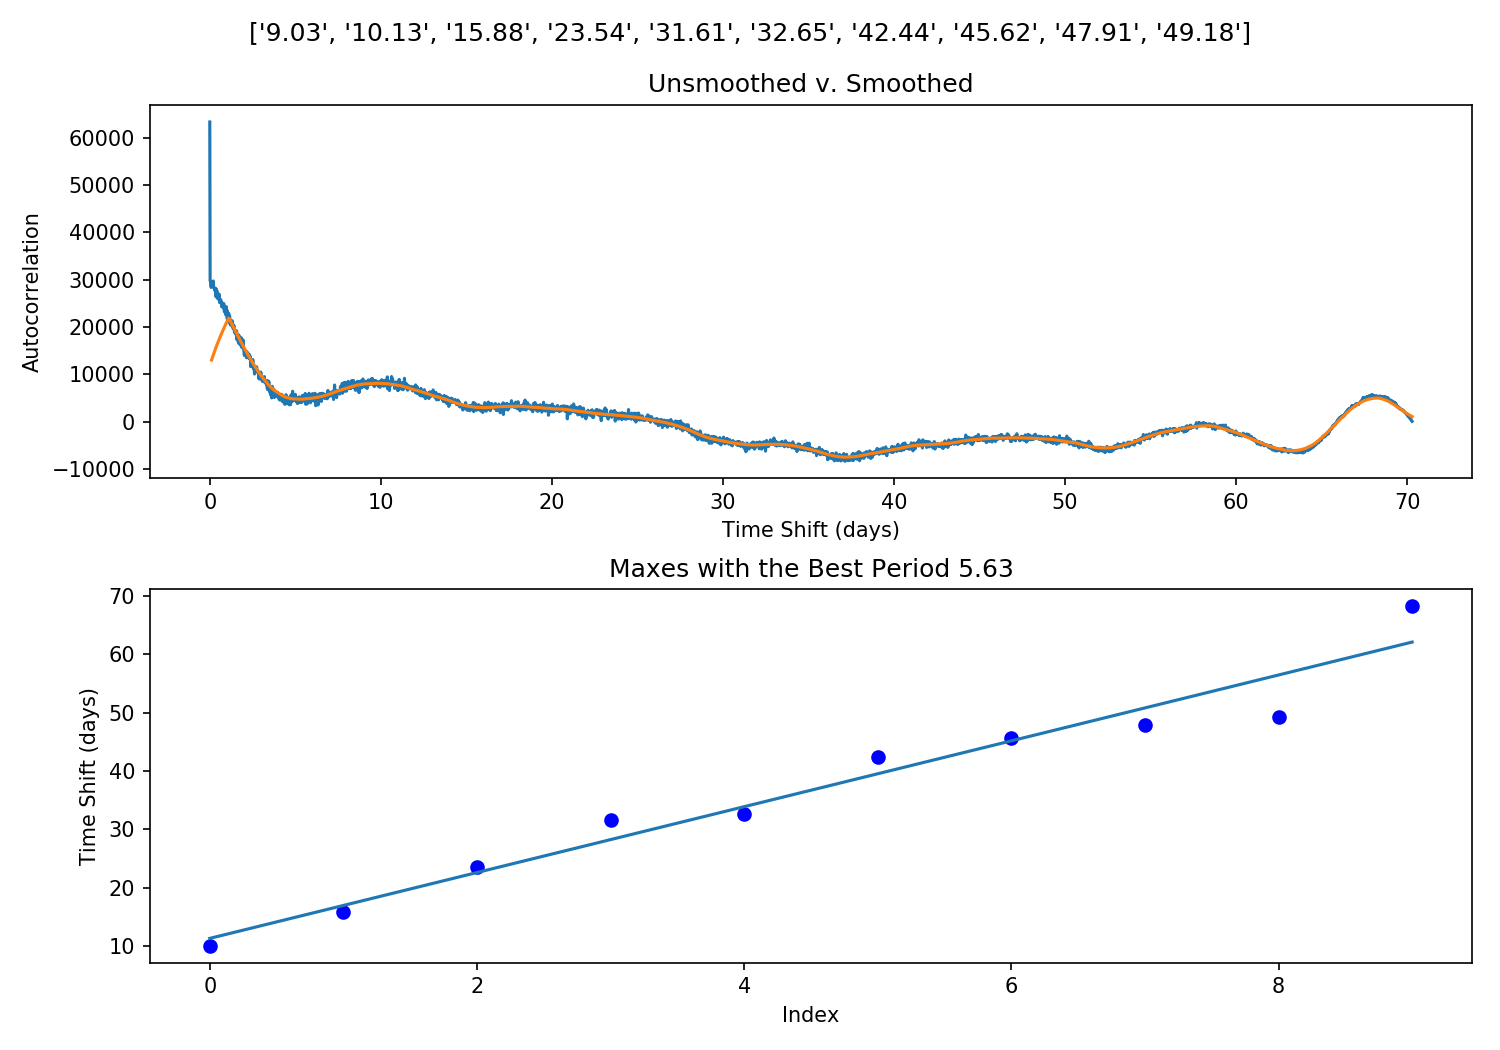 ['9.03', '10.13', '15.88', '23.54', '31.61', '32.65', '42.44', '45.62', '47.91', '49.18']
Unsmoothed v. Smoothed
60000
50000
40000
30000
20000
10000
0
−10000
Autocorrelation
0 10 20 30 40 50 60 70
Time Shift (days)
Maxes with the Best Period 5.63
70
60
50
40
30
20
10
Time Shift (days)
0 2 4 6 8
Index